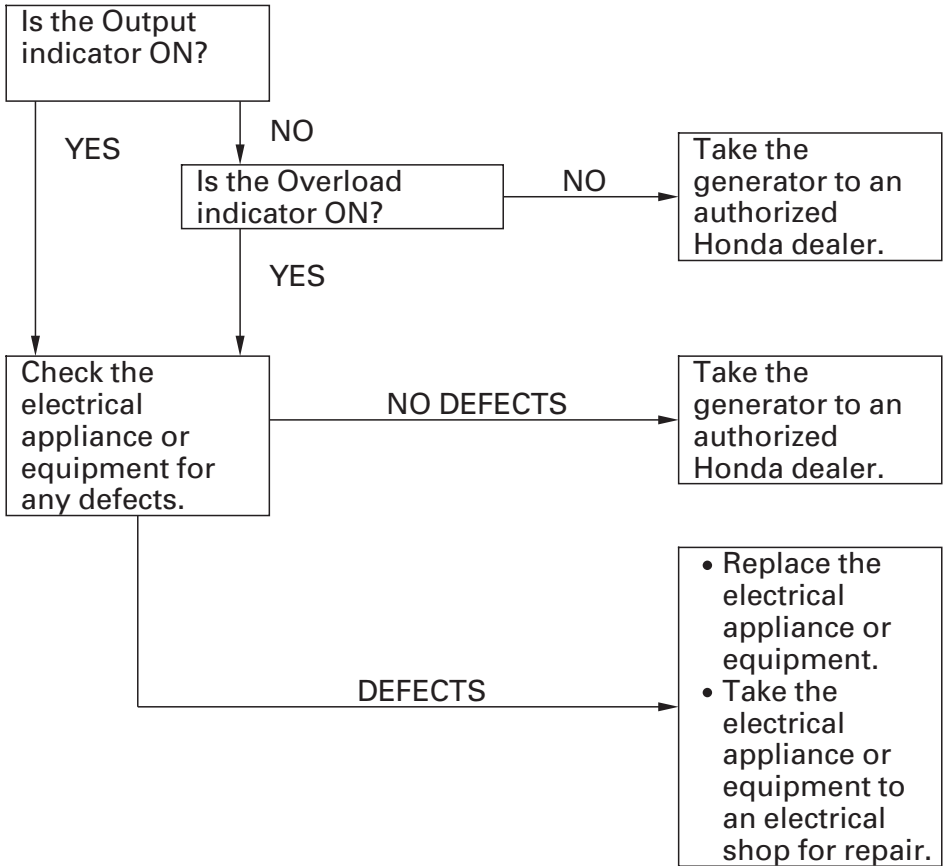 Is the Output
indicator ON?
YES
NO
Is the Overload
indicator ON?
NO
Take the
generator to an
authorized
Honda dealer.
YES
Check the
electrical
appliance or
equipment for
any defects.
NO DEFECTS
Take the
generator to an
authorized
Honda dealer.
DEFECTS
• Replace the
electrical
appliance or
equipment.
• Take the
electrical
appliance or
equipment to
an electrical
shop for repair.